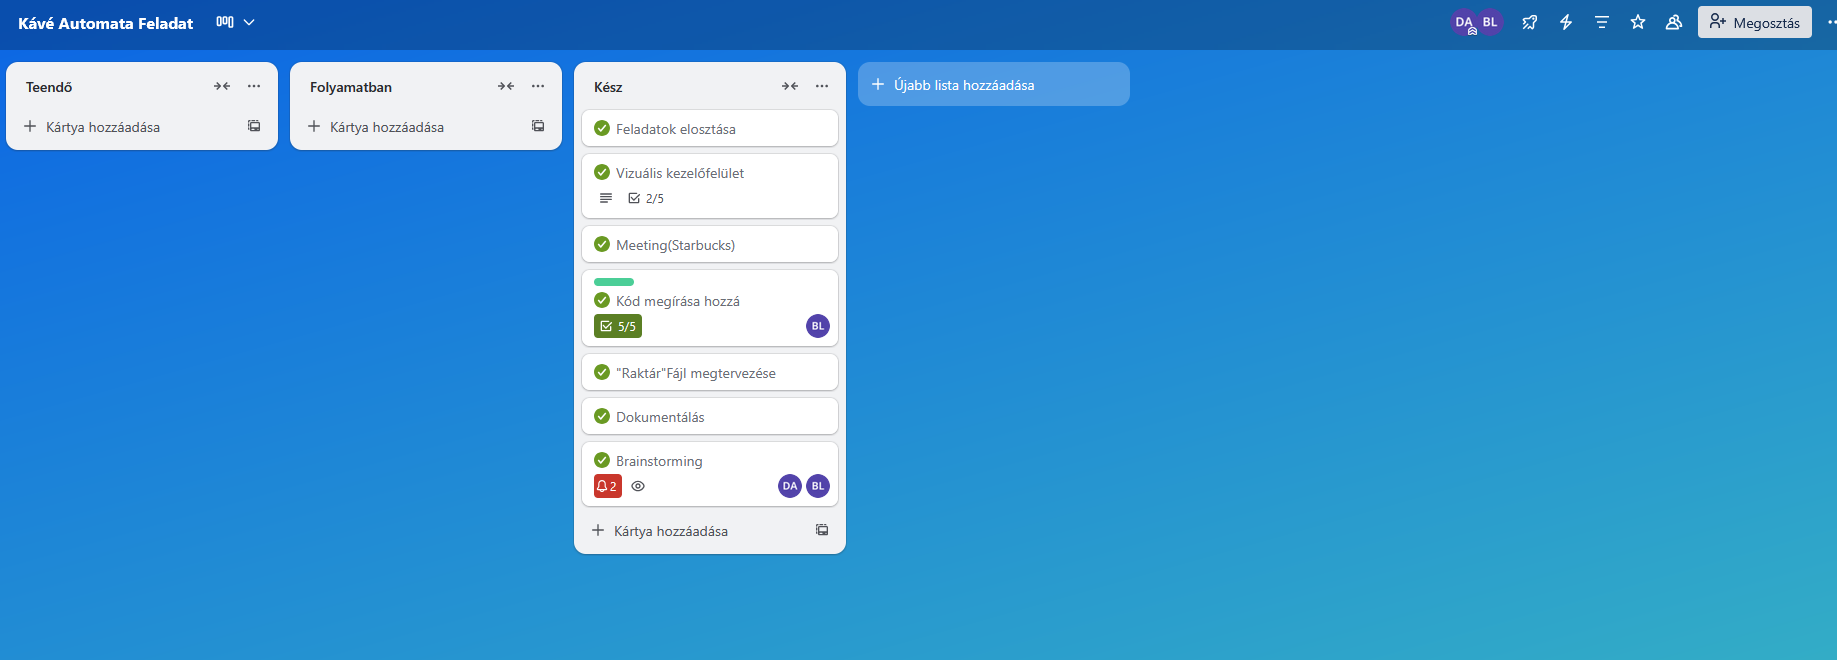 Kávé Automata Feladat
DA BL
Megosztás
Teendő
Kártya hozzáadása
Folyamatban
Kártya hozzáadása
Kész
Feladatok elosztása
Vizuális kezelőfelület
2/5
Meeting(Starbucks)
Kód megírása hozzá
5/5
BL
"Raktár"Fájl megtervezése
Dokumentálás
Brainstorming
2
DA BL
Kártya hozzáadása
Újabb lista hozzáadása